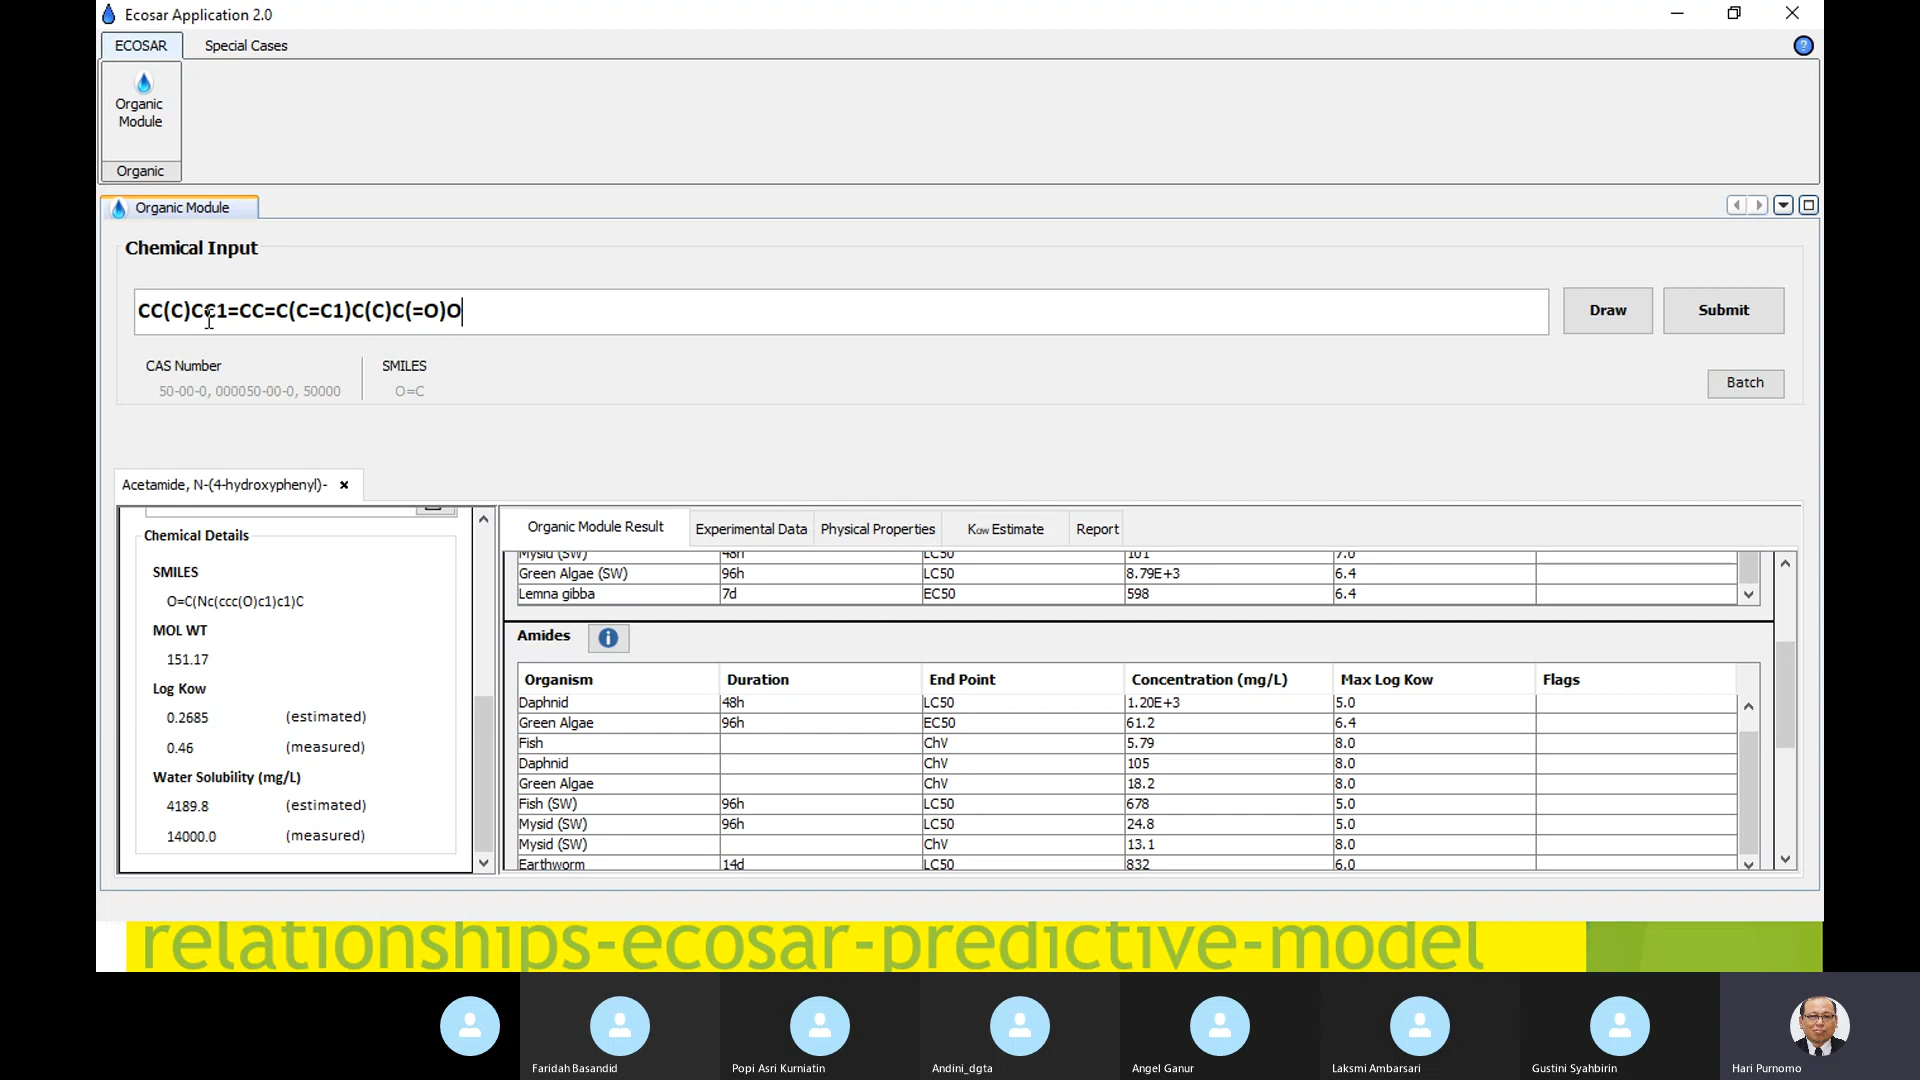 Ecosar Application 2.0
ECOSAR Special Cases
Organic
Module
Organic
Organic Module
Chemical Input
CC(C)CC1=CC=C(C=C1)C(C)C(=O)O
Draw
Submit
CAS Number
SMILES
50-00-0, 000050-00-0, 50000
O=C
Batch
Acetamide, N-(4-hydroxyphenyl)-
Chemical Details
SMILES
O=C(Nc(ccc(O)c1)c1)C
MOL WT
151.17
Log Kow
0.2685 (estimated)
0.46 (measured)
Water Solubility (mg/L)
4189.8 (estimated)
14000.0 (measured)
Organic Module Result Experimental Data Physical Properties Kow Estimate Report
Mysid (SW) 48h LC50 101 7.0
Green Algae (SW) 96h LC50 8.79E+3 6.4
Lemna gibba 7d EC50 598 6.4
Amides
Organism Duration End Point Concentration (mg/L) Max Log Kow Flags
Daphnid 48h LC50 1.20E+3 5.0
Green Algae 96h EC50 61.2 6.4
Fish ChV 5.79 8.0
Daphnid ChV 105 8.0
Green Algae ChV 18.2 8.0
Fish (SW) 96h LC50 678 5.0
Mysid (SW) 96h LC50 24.8 5.0
Mysid (SW) ChV 13.1 8.0
Earthworm 14d LC50 832 6.0
relationships-ecosar-predictive-model
Faridah Basandid
Popi Asri Kurniatin
Andini_dgta
Angel Ganur
Laksmi Ambarsari
Gustini Syahbirin
Hari Purnomo